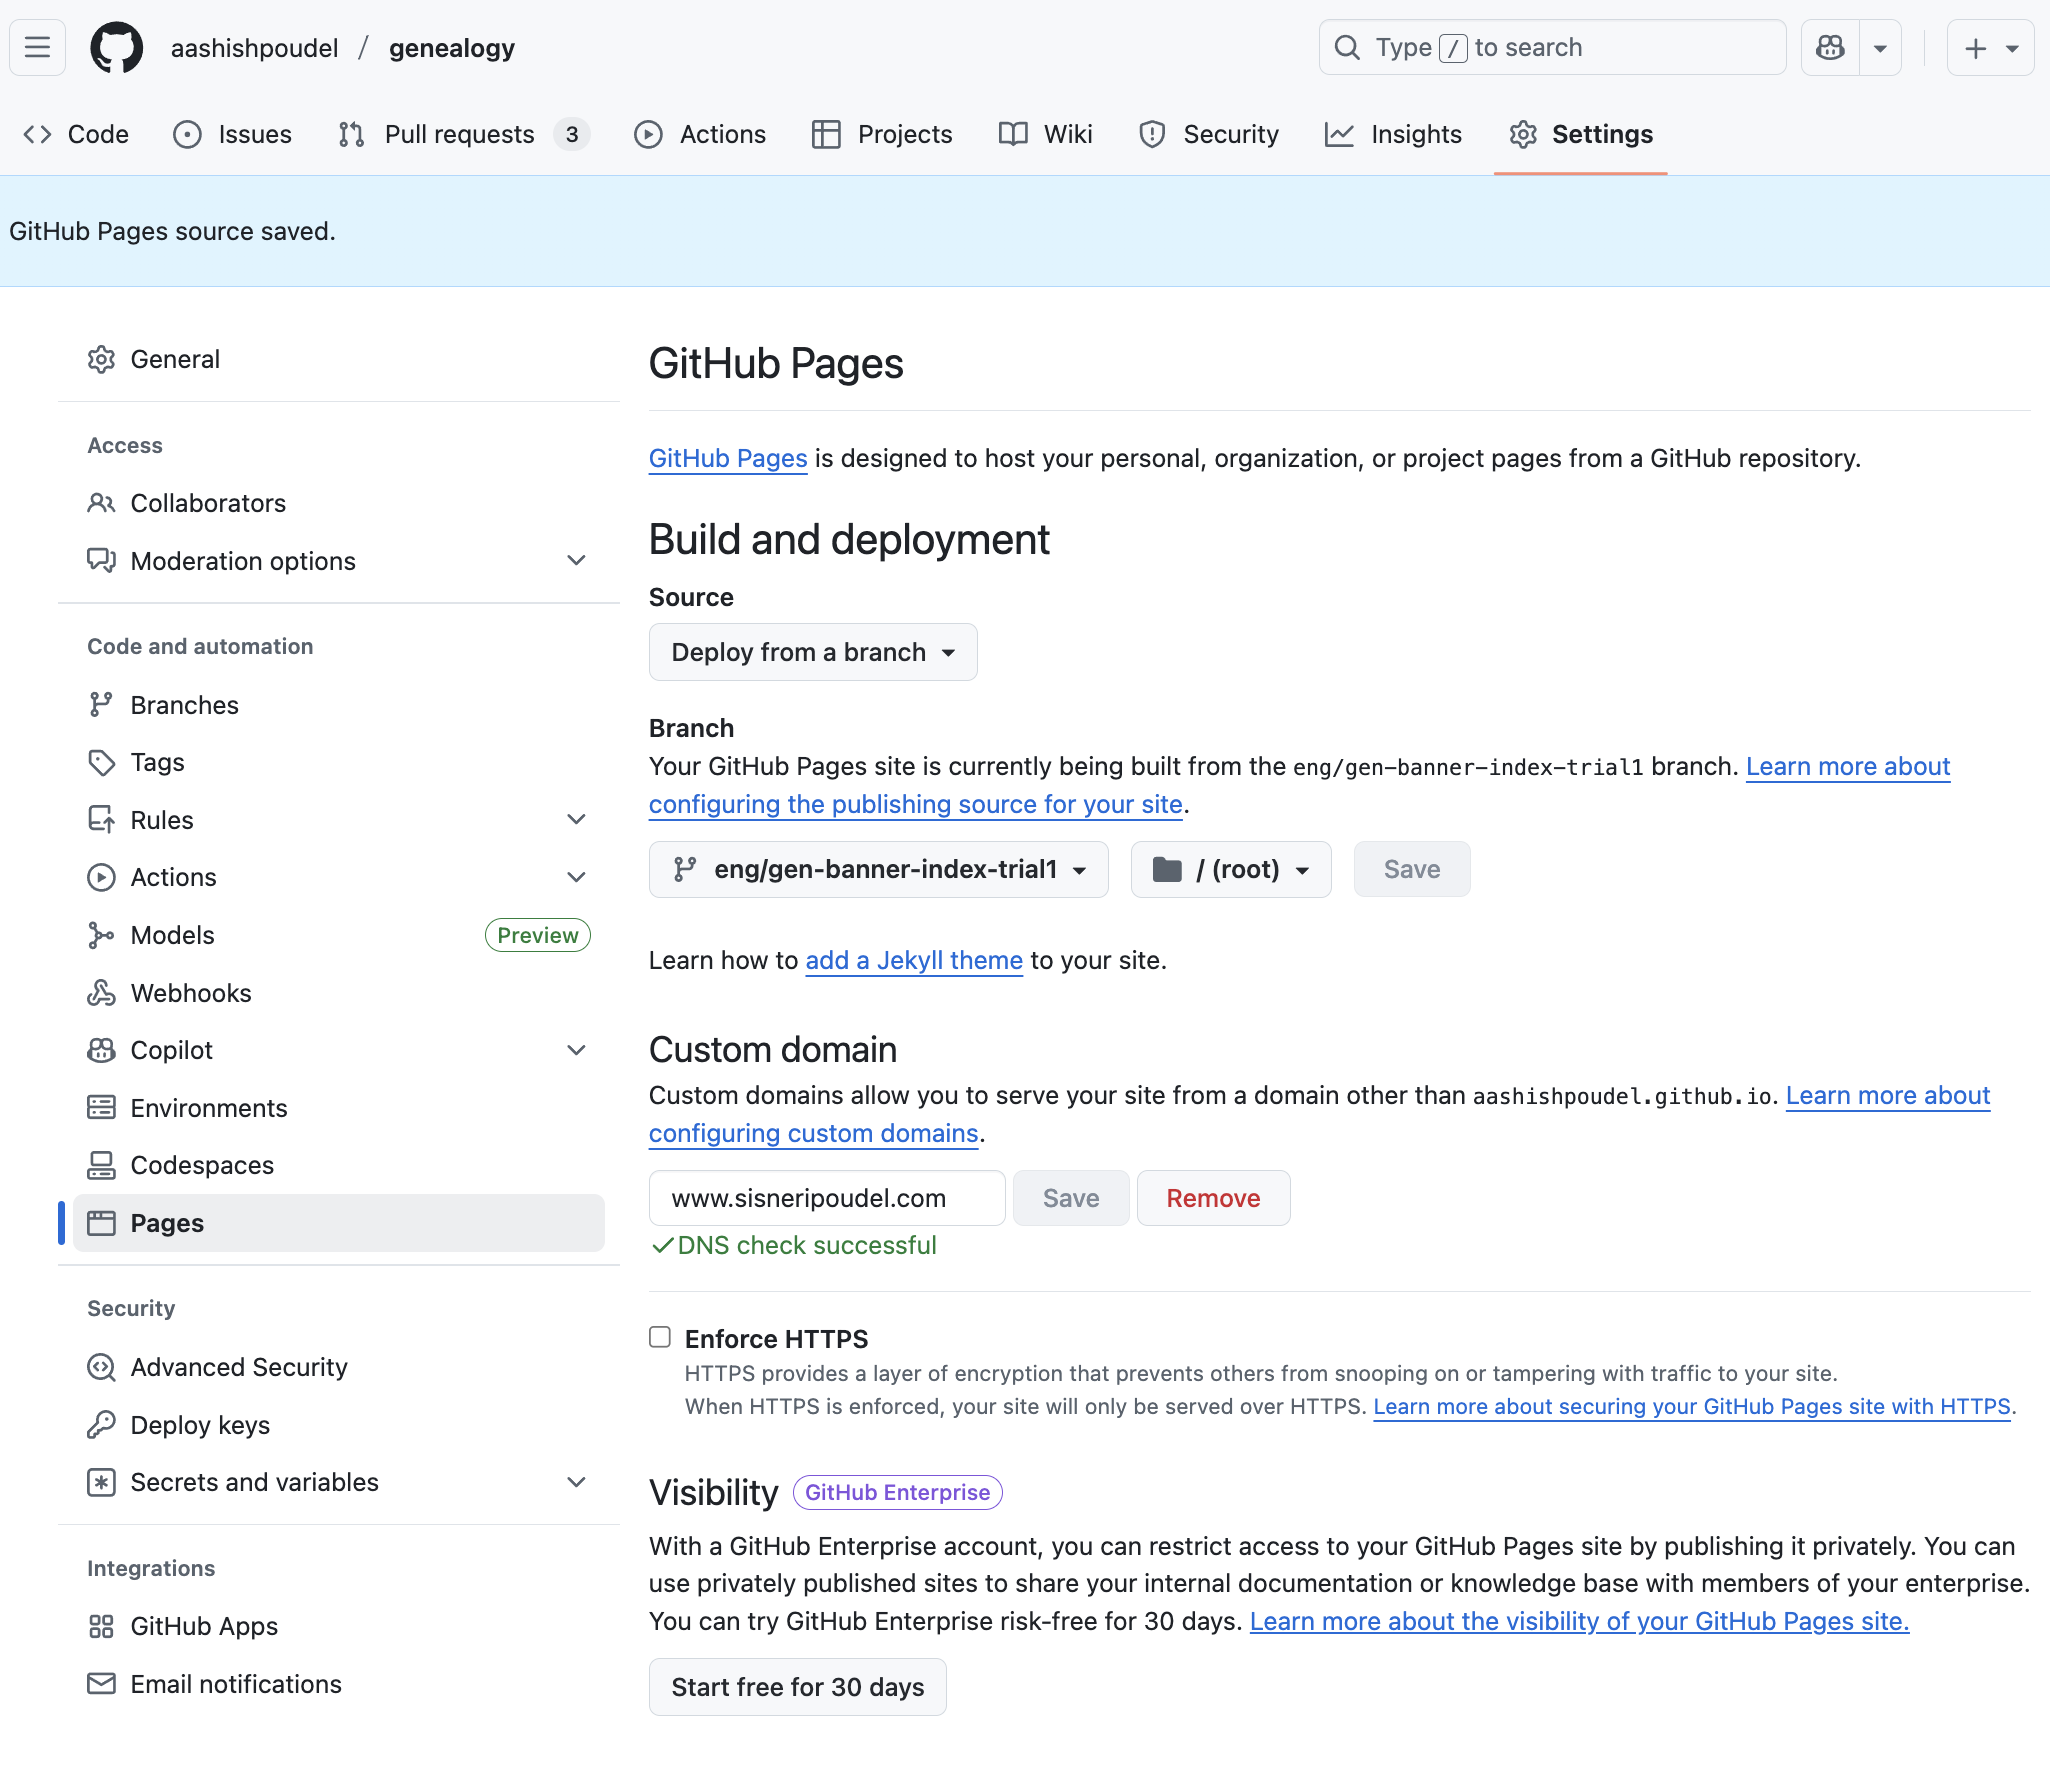 aashishpoudel / genealogy
Type / to search
Code
Issues
Pull requests 3
Actions
Projects
Wiki
Security
Insights
Settings
GitHub Pages source saved.
General
Access
Collaborators
Moderation options
Code and automation
Branches
Tags
Rules
Actions
Models Preview
Webhooks
Copilot
Environments
Codespaces
Pages
Security
Advanced Security
Deploy keys
Secrets and variables
Integrations
GitHub Apps
Email notifications
GitHub Pages
GitHub Pages is designed to host your personal, organization, or project pages from a GitHub repository.
Build and deployment
Source
Deploy from a branch
Branch
Your GitHub Pages site is currently being built from the eng/gen-banner-index-trial1 branch. Learn more about
configuring the publishing source for your site.
eng/gen-banner-index-trial1 / (root) Save
Learn how to add a Jekyll theme to your site.
Custom domain
Custom domains allow you to serve your site from a domain other than aashishpoudel.github.io. Learn more about
configuring custom domains.
www.sisneripoudel.com Save Remove
DNS check successful
Enforce HTTPS
HTTPS provides a layer of encryption that prevents others from snooping on or tampering with traffic to your site.
When HTTPS is enforced, your site will only be served over HTTPS. Learn more about securing your GitHub Pages site with HTTPS.
Visibility GitHub Enterprise
With a GitHub Enterprise account, you can restrict access to your GitHub Pages site by publishing it privately. You can
use privately published sites to share your internal documentation or knowledge base with members of your enterprise.
You can try GitHub Enterprise risk-free for 30 days. Learn more about the visibility of your GitHub Pages site.
Start free for 30 days